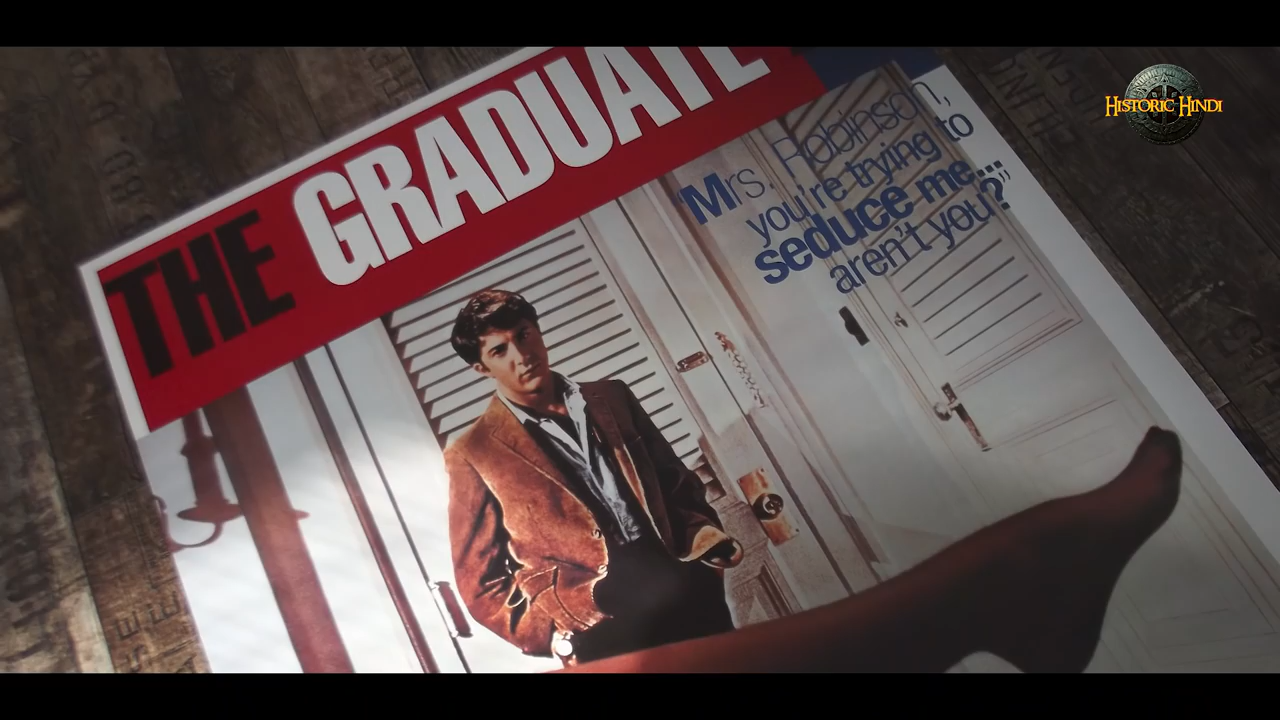 THE GRADUATE
"Mrs. Robinson,
you're trying to
seduce me...
aren't you?"
HISTORIC HINDI